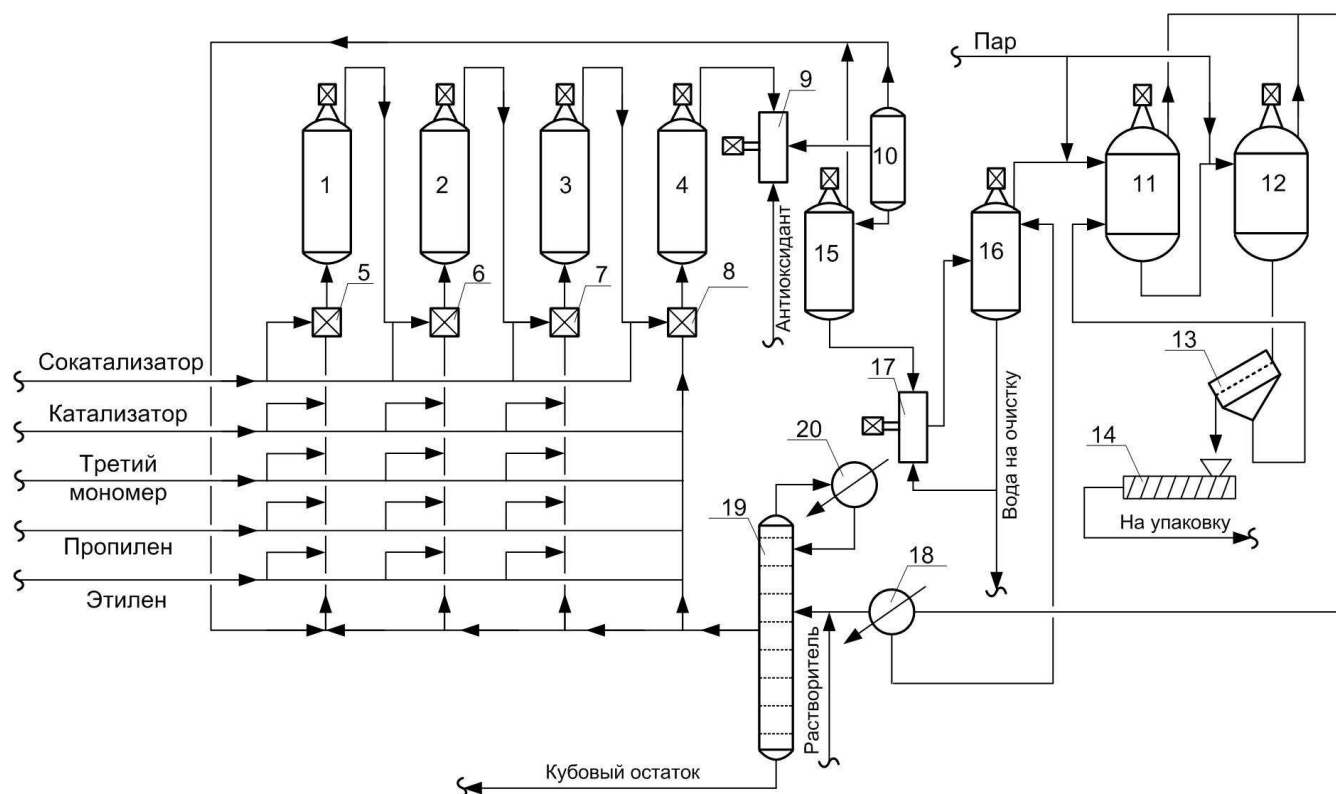 Пар
9
1
2
3
4
10
11
12
15
16
5
6
7
8
Антиоксидант
13
17
Сокатализатор
Катализатор
20
14
Третий
мономер
Вода на очистку
На упаковку
19
Пропилен
18
Этилен
Растворитель
Кубовый остаток